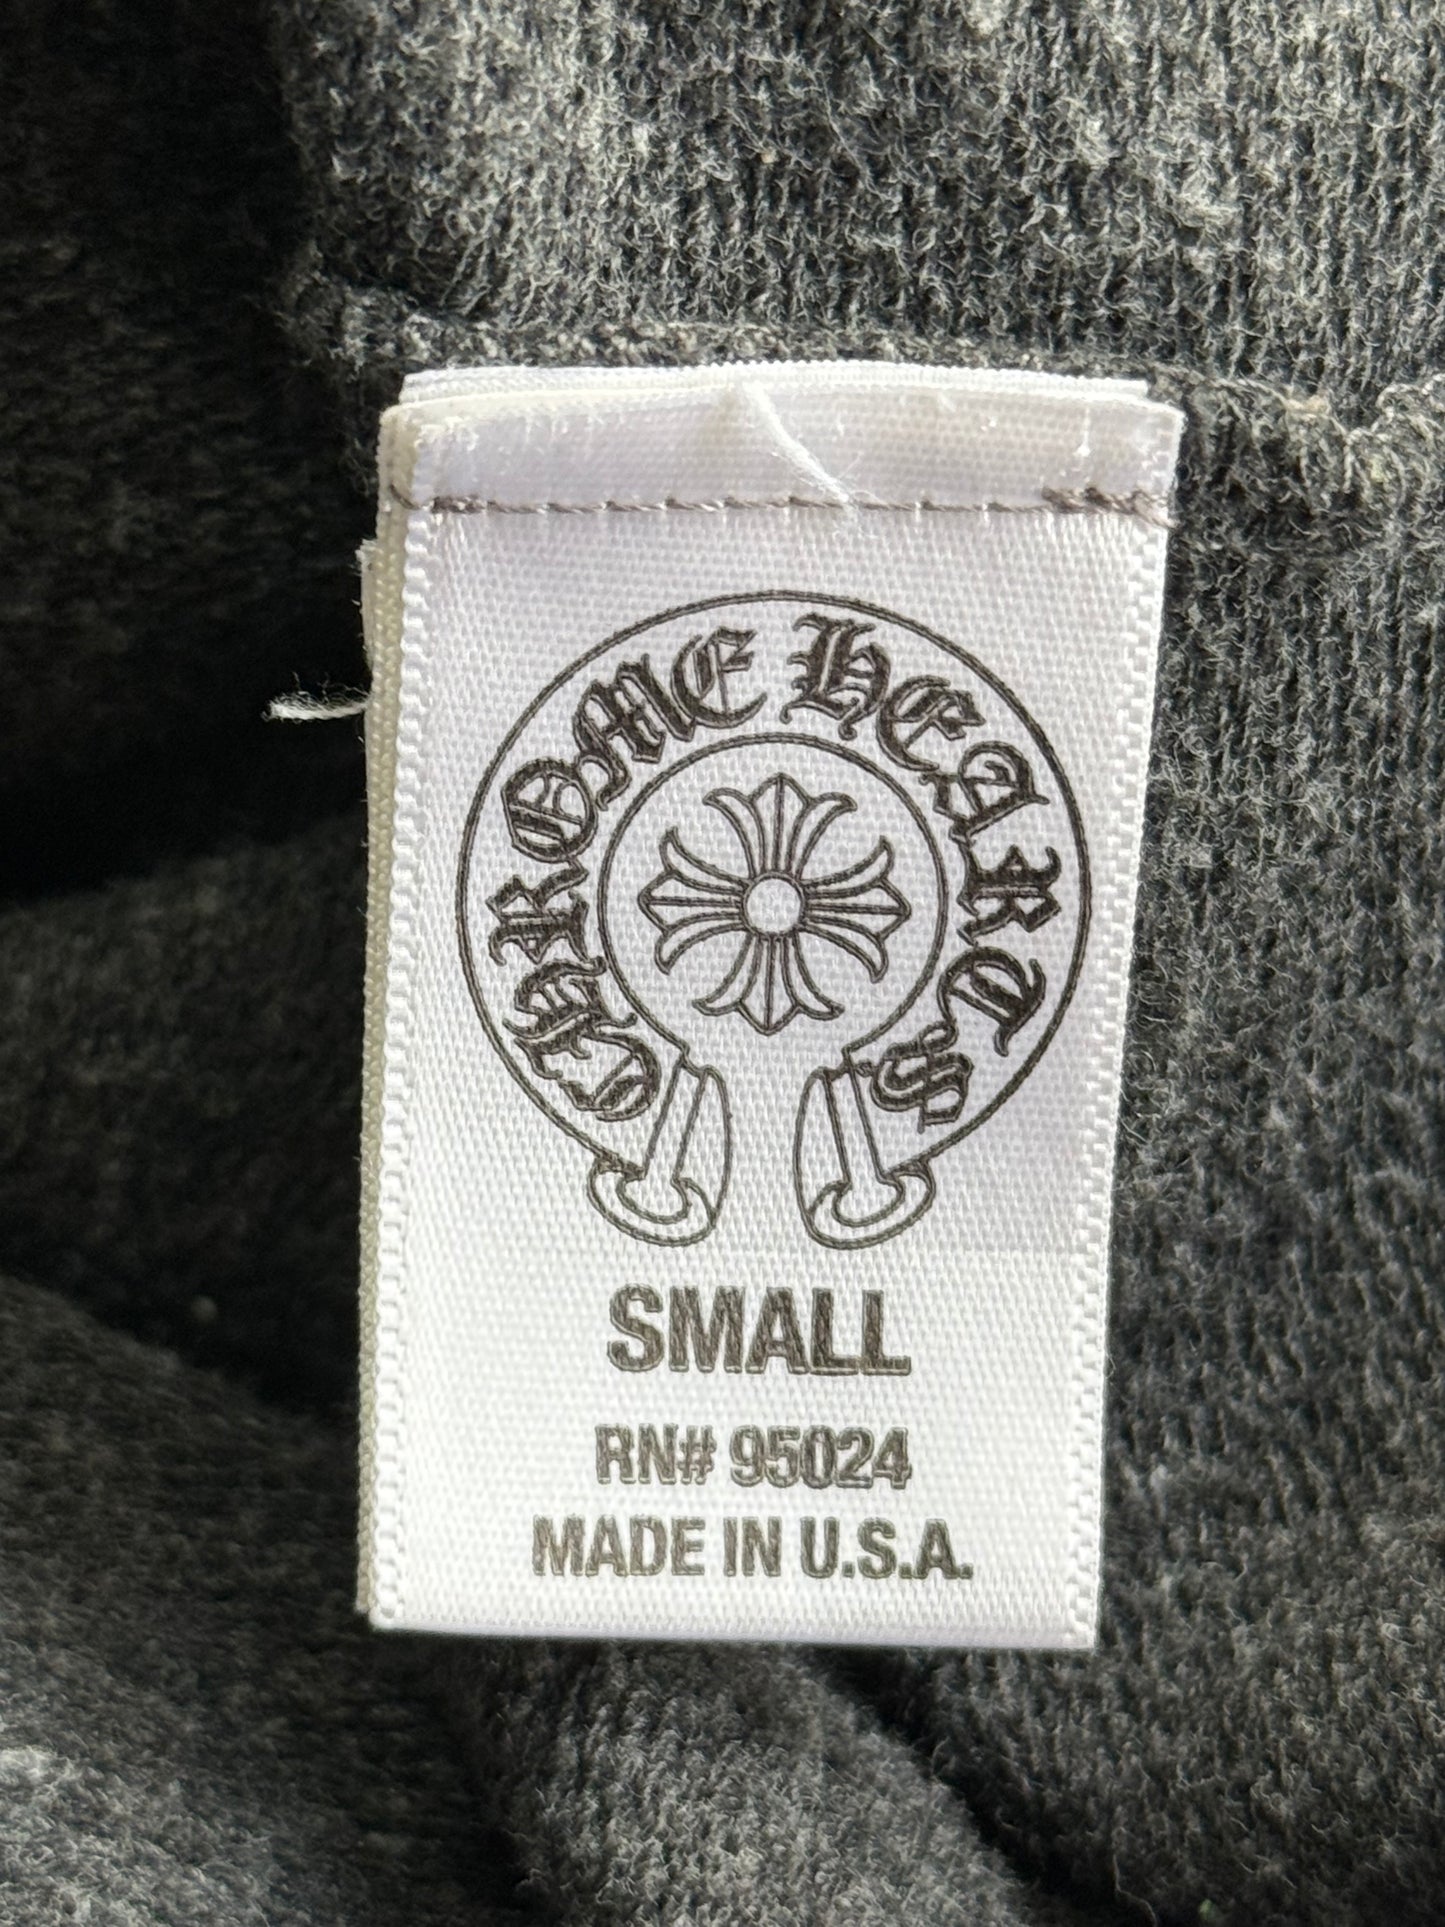 CHROME HEARTS
SMALL
RN# 95024
MADE IN U.S.A.